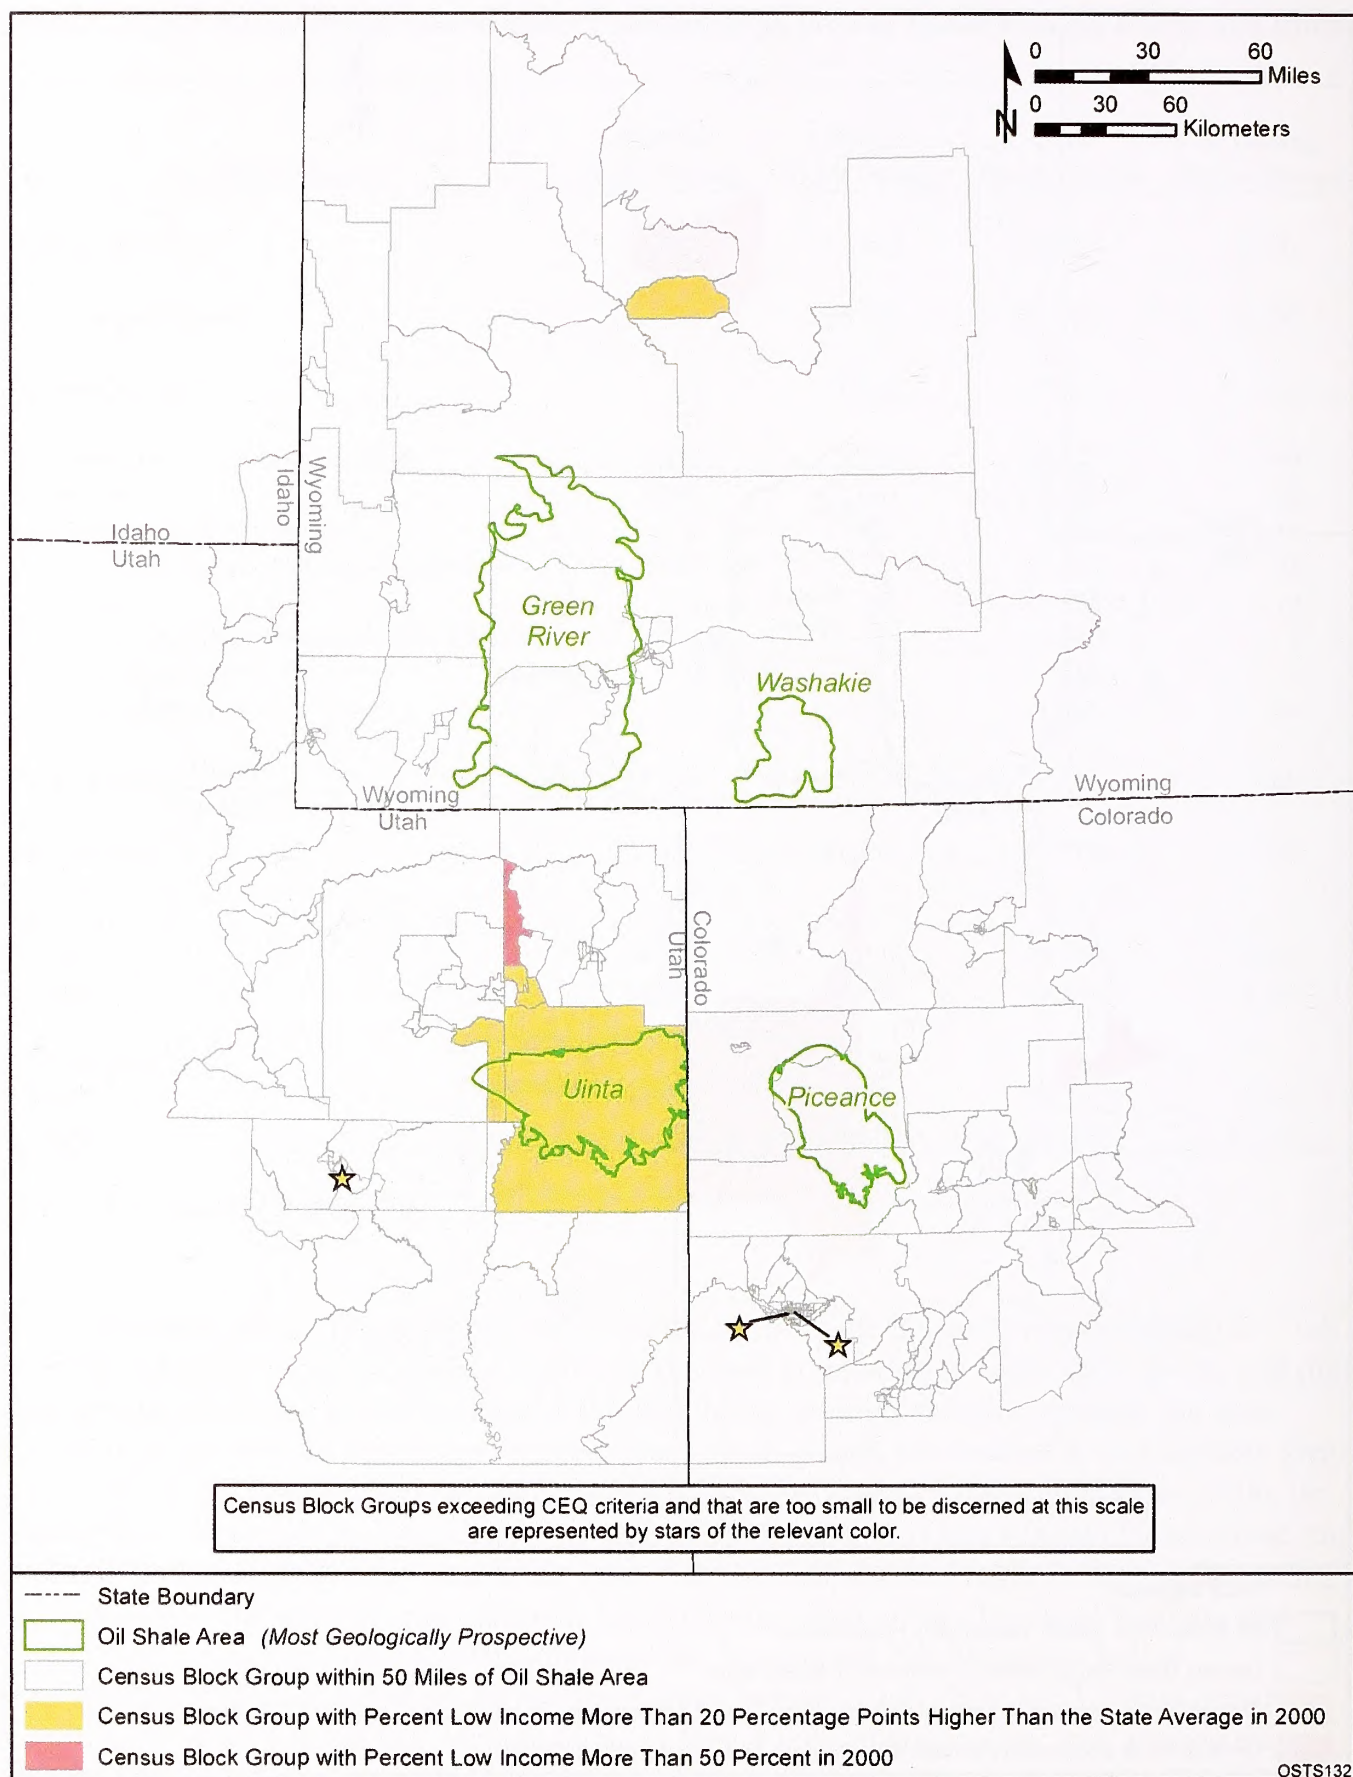 0 30 60
Miles
0 30 60
Kilometers
N
Wyoming
Idaho
Idaho
Utah
Green
River
Washakie
Wyoming
Utah
Wyoming
Colorado
Colorado
Utah
Uinta
Piceance
Census Block Groups exceeding CEQ criteria and that are too small to be discerned at this scale
are represented by stars of the relevant color.
State Boundary
Oil Shale Area (Most Geologically Prospective)
Census Block Group within 50 Miles of Oil Shale Area
Census Block Group with Percent Low Income More Than 20 Percentage Points Higher Than the State Average in 2000
Census Block Group with Percent Low Income More Than 50 Percent in 2000
OSTS132